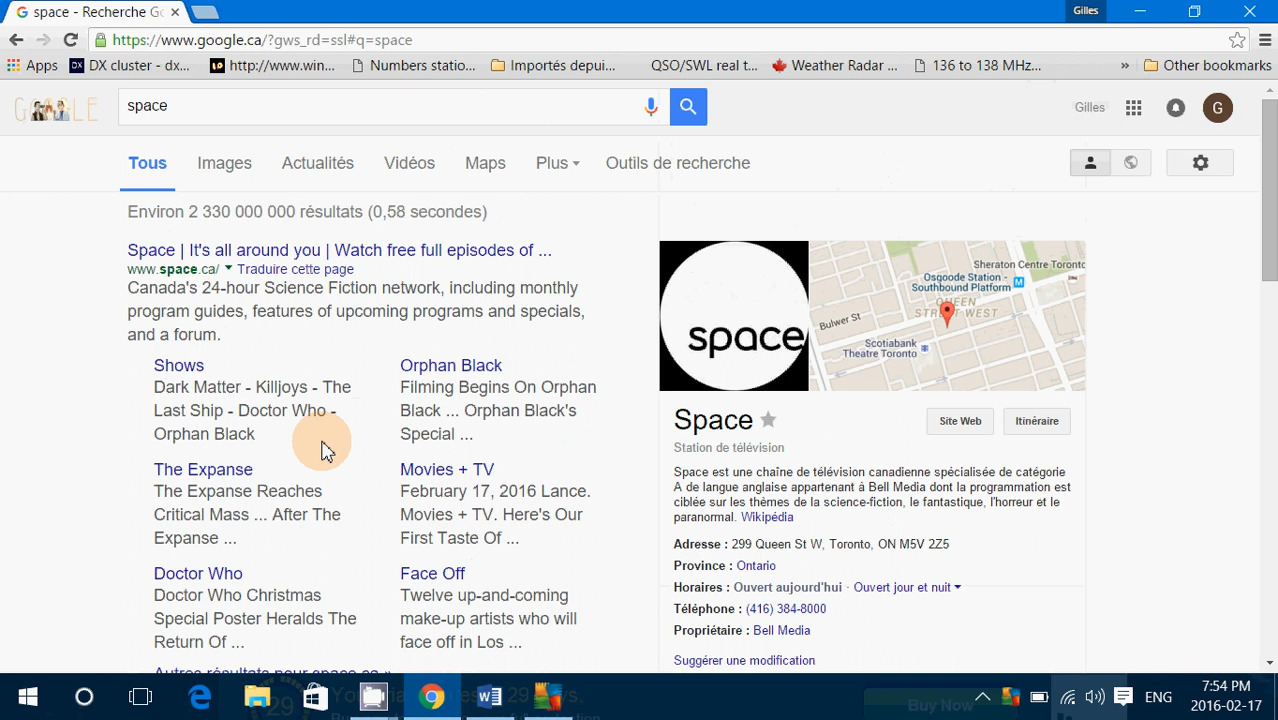 space - Recherche Go
Gilles
https://www.google.ca/?gws_rd=ssl#q=space
Apps
DX cluster - dx...
http://www.win...
Numbers statio...
Importés depui...
QSO/SWL real t...
Weather Radar ...
136 to 138 MHz...
»
Other bookmarks
GOOGLE
space
Gilles
G
Tous
Images
Actualités
Vidéos
Maps
Plus
Outils de recherche
Environ 2 330 000 000 résultats (0,58 secondes)
Space | It's all around you | Watch free full episodes of ...
www.space.ca/ Traduire cette page
Canada's 24-hour Science Fiction network, including monthly
program guides, features of upcoming programs and specials,
and a forum.
Shows
Dark Matter - Killjoys - The
Last Ship - Doctor Who -
Orphan Black
Orphan Black
Filming Begins On Orphan
Black ... Orphan Black's
Special ...
The Expanse
The Expanse Reaches
Critical Mass ... After The
Expanse ...
Movies + TV
February 17, 2016 Lance.
Movies + TV. Here's Our
First Taste Of ...
Doctor Who
Doctor Who Christmas
Special Poster Heralds The
Return Of ...
Face Off
Twelve up-and-coming
make-up artists who will
face off in Los ...
Autres résultats pour space.ca »
space
Sheraton Centre Toronto
Osgoode Station -
Southbound Platform
QUEEN
STREET WEST
Bulwer St
Scotiabank
Theatre Toronto
Space
Site Web
Itinéraire
Station de télévision
Space est une chaîne de télévision canadienne spécialisée de catégorie
A de langue anglaise appartenant à Bell Media dont la programmation est
ciblée sur les thèmes de la science-fiction, le fantastique, l'horreur et le
paranormal. Wikipédia
Adresse : 299 Queen St W, Toronto, ON M5V 2Z5
Province : Ontario
Horaires : Ouvert aujourd'hui · Ouvert jour et nuit
Téléphone : (416) 384-8000
Propriétaire : Bell Media
Suggérer une modification
29
Buy Now
ENG
7:54 PM
2016-02-17